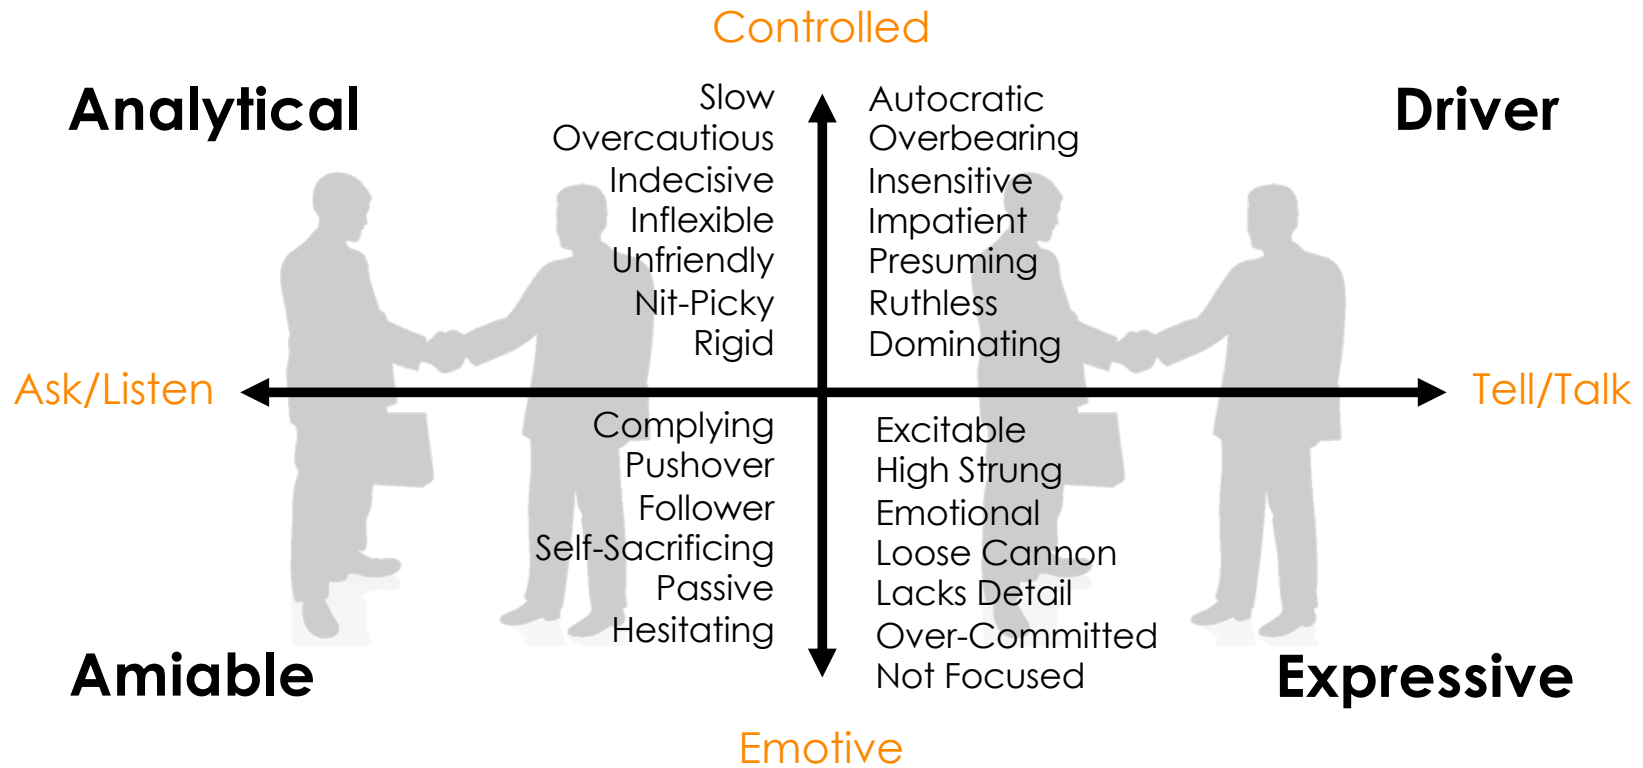 Controlled
Analytical
Driver
Slow
Overcautious
Indecisive
Inflexible
Unfriendly
Nit-Picky
Rigid
Autocratic
Overbearing
Insensitive
Impatient
Presuming
Ruthless
Dominating
Ask/Listen
Tell/Talk
Complying
Pushover
Follower
Self-Sacrificing
Passive
Hesitating
Excitable
High Strung
Emotional
Loose Cannon
Lacks Detail
Over-Committed
Not Focused
Amiable
Expressive
Emotive